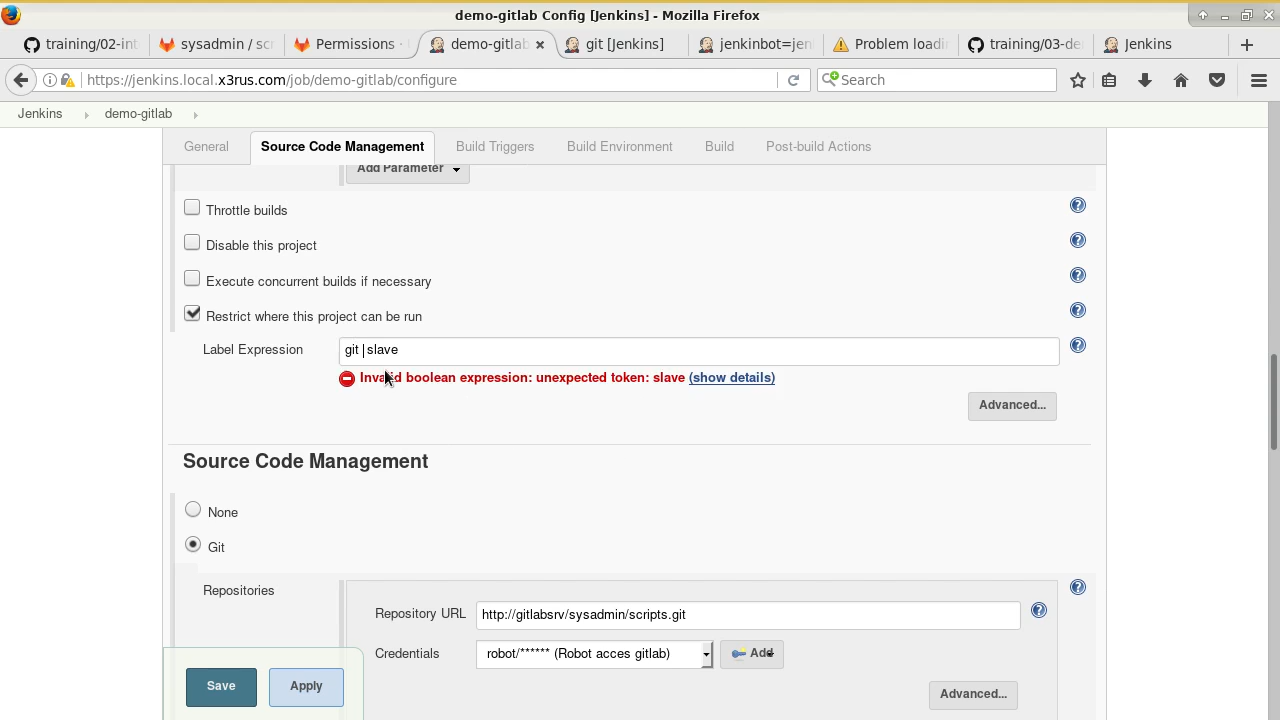 demo-gitlab Config [Jenkins] - Mozilla Firefox
training/02-int
sysadmin / scr
Permissions ·
demo-gitlab
git [Jenkins]
jenkinbot=jen
Problem loadi
training/03-de
Jenkins
https://jenkins.local.x3rus.com/job/demo-gitlab/configure
Search
Jenkins
demo-gitlab
General
Source Code Management
Build Triggers
Build Environment
Build
Post-build Actions
Add Parameter
Throttle builds
Disable this project
Execute concurrent builds if necessary
Restrict where this project can be run
Label Expression
git slave
Invalid boolean expression: unexpected token: slave (show details)
Advanced...
Source Code Management
None
Git
Repositories
Repository URL
http://gitlabsrv/sysadmin/scripts.git
Credentials
robot/****** (Robot acces gitlab)
Add
Advanced...
Save
Apply